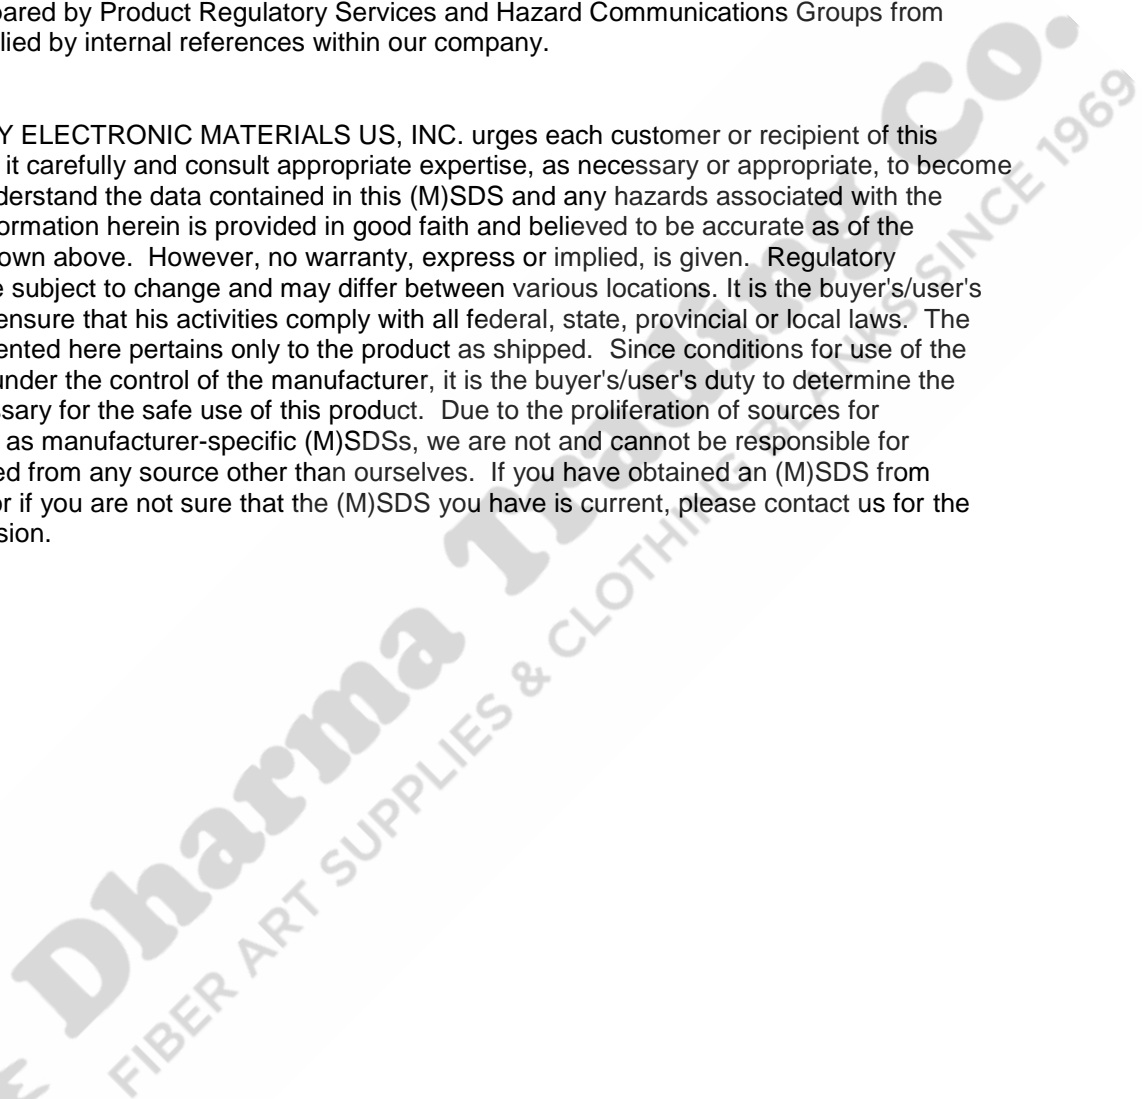 pared by Product Regulatory Services and Hazard Communications Groups from
lied by internal references within our company.
Y ELECTRONIC MATERIALS US, INC. urges each customer or recipient of this
it carefully and consult appropriate expertise, as necessary or appropriate, to become
derstand the data contained in this (M)SDS and any hazards associated with the
ormation herein is provided in good faith and believed to be accurate as of the
own above.  However, no warranty, express or implied, is given.  Regulatory
e subject to change and may differ between various locations. It is the buyer's/user's
ensure that his activities comply with all federal, state, provincial or local laws.  The
ented here pertains only to the product as shipped.  Since conditions for use of the
under the control of the manufacturer, it is the buyer's/user's duty to determine the
ssary for the safe use of this product.  Due to the proliferation of sources for
as manufacturer-specific (M)SDSs, we are not and cannot be responsible for
ed from any source other than ourselves.  If you have obtained an (M)SDS from
or if you are not sure that the (M)SDS you have is current, please contact us for the
sion.
Dharma Trading Co.
FIBER ART SUPPLIES & CLOTHING BLANKS SINCE 1969